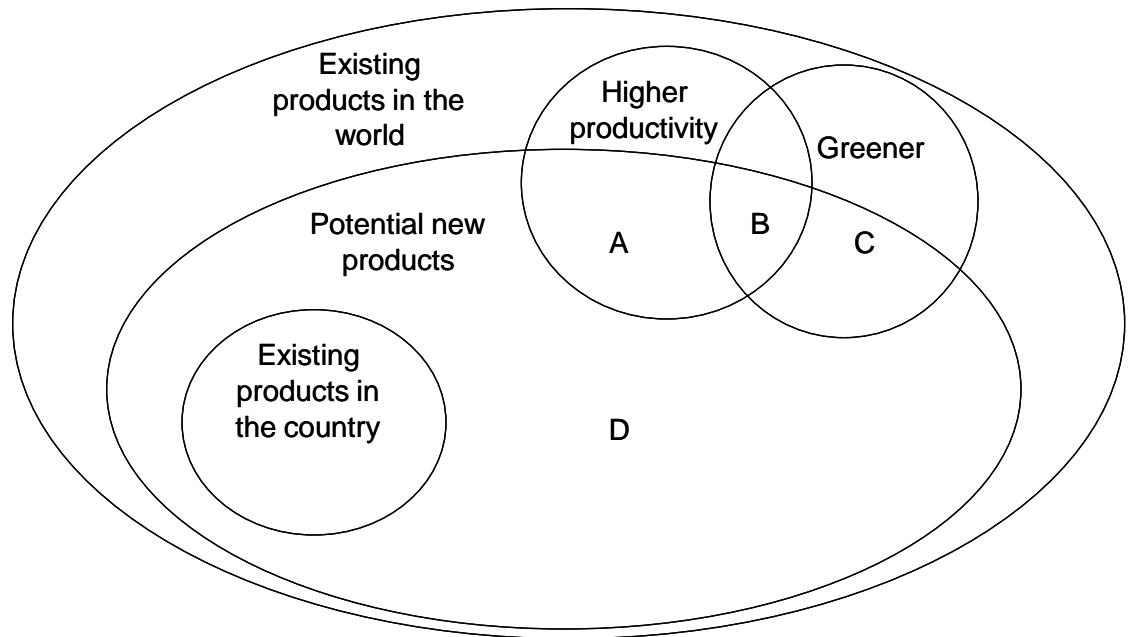 Existing
products in the
world
Higher
productivity
Greener
Potential new
products
A
B
C
Existing
products in
the country
D